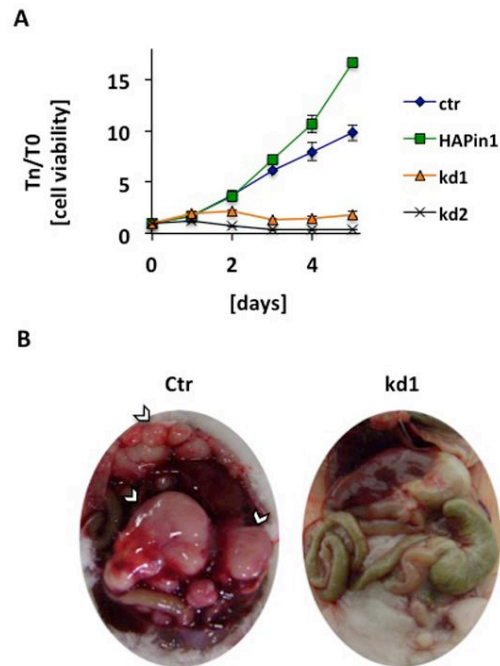 A
Tn/T0
[cell viability]
15
10
5
0
0
2
4
[days]
ctr
HAPin1
kd1
kd2
B
Ctr
kd1